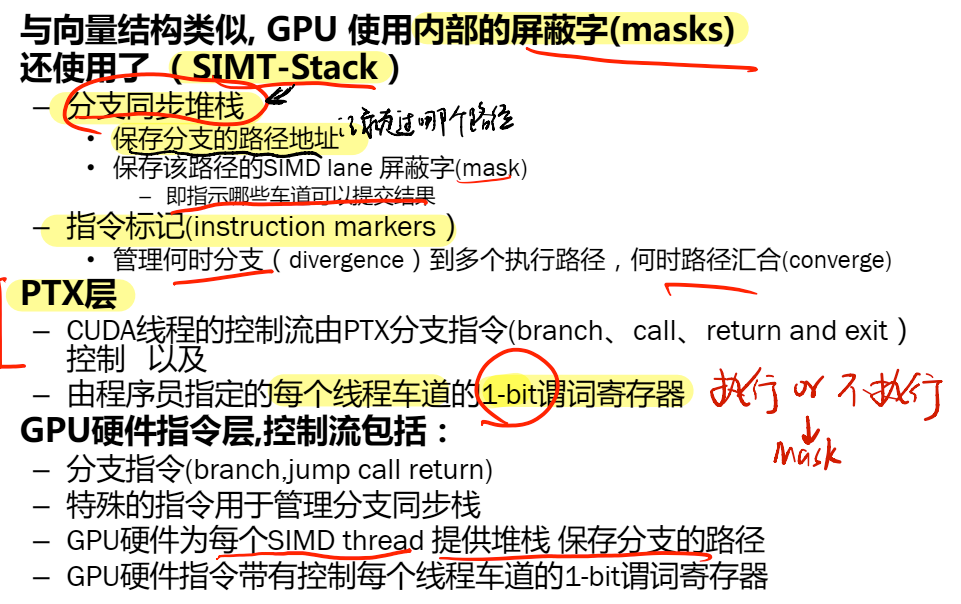 与向量结构类似, GPU 使用内部的屏蔽字(masks)
还使用了 （SIMT-Stack）
– 分支同步堆栈
• 保存分支的路径地址 过哪个路径
• 保存该路径的SIMD lane 屏蔽字(mask)
– 即指示哪些车道可以提交结果
– 指令标记(instruction markers）
• 管理何时分支（divergence）到多个执行路径，何时路径汇合(converge)
PTX层
– CUDA线程的控制流由PTX分支指令(branch、call、return and exit）
控制 以及
– 由程序员指定的每个线程车道的1-bit谓词寄存器
执行 or 不执行
↓
Mask
GPU硬件指令层,控制流包括：
– 分支指令(branch,jump call return)
– 特殊的指令用于管理分支同步栈
– GPU硬件为每个SIMD thread 提供堆栈 保存分支的路径
– GPU硬件指令带有控制每个线程车道的1-bit谓词寄存器